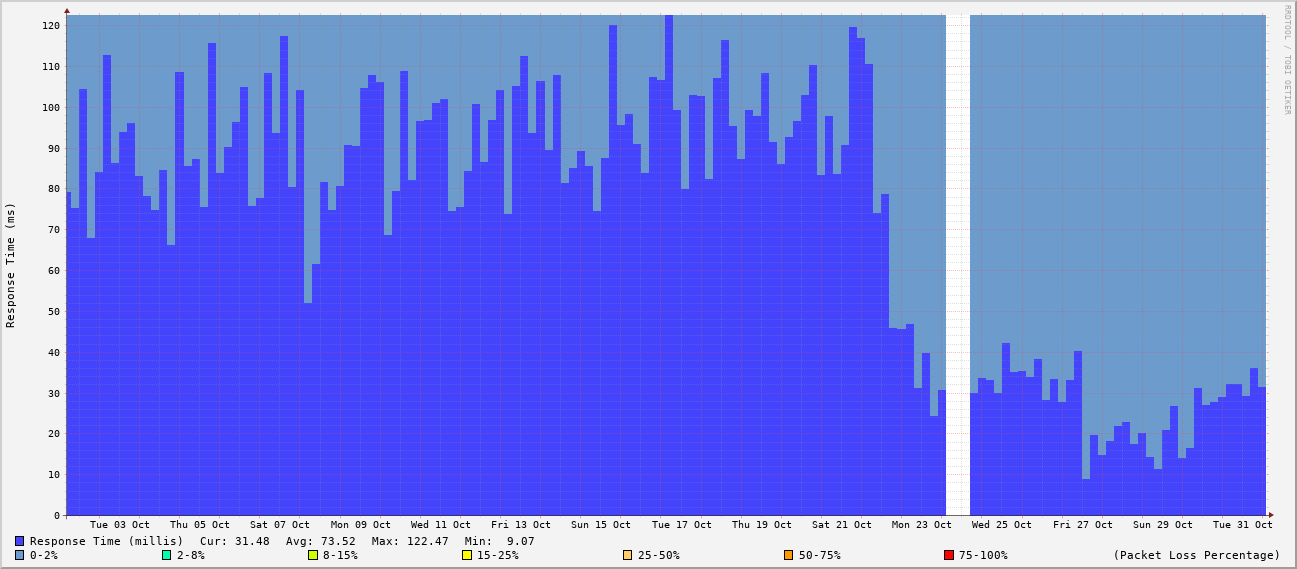 RRDTOOL / TOBI OETIKER
Response Time (ms)
120
110
100
90
80
70
60
50
40
30
20
10
0
Tue 03 Oct Thu 05 Oct Sat 07 Oct Mon 09 Oct Wed 11 Oct Fri 13 Oct Sun 15 Oct Tue 17 Oct Thu 19 Oct Sat 21 Oct Mon 23 Oct Wed 25 Oct Fri 27 Oct Sun 29 Oct Tue 31 Oct
Response Time (millis) Cur: 31.48 Avg: 73.52 Max: 122.47 Min: 9.07
0-2% 2-8% 8-15% 15-25% 25-50% 50-75% 75-100% (Packet Loss Percentage)